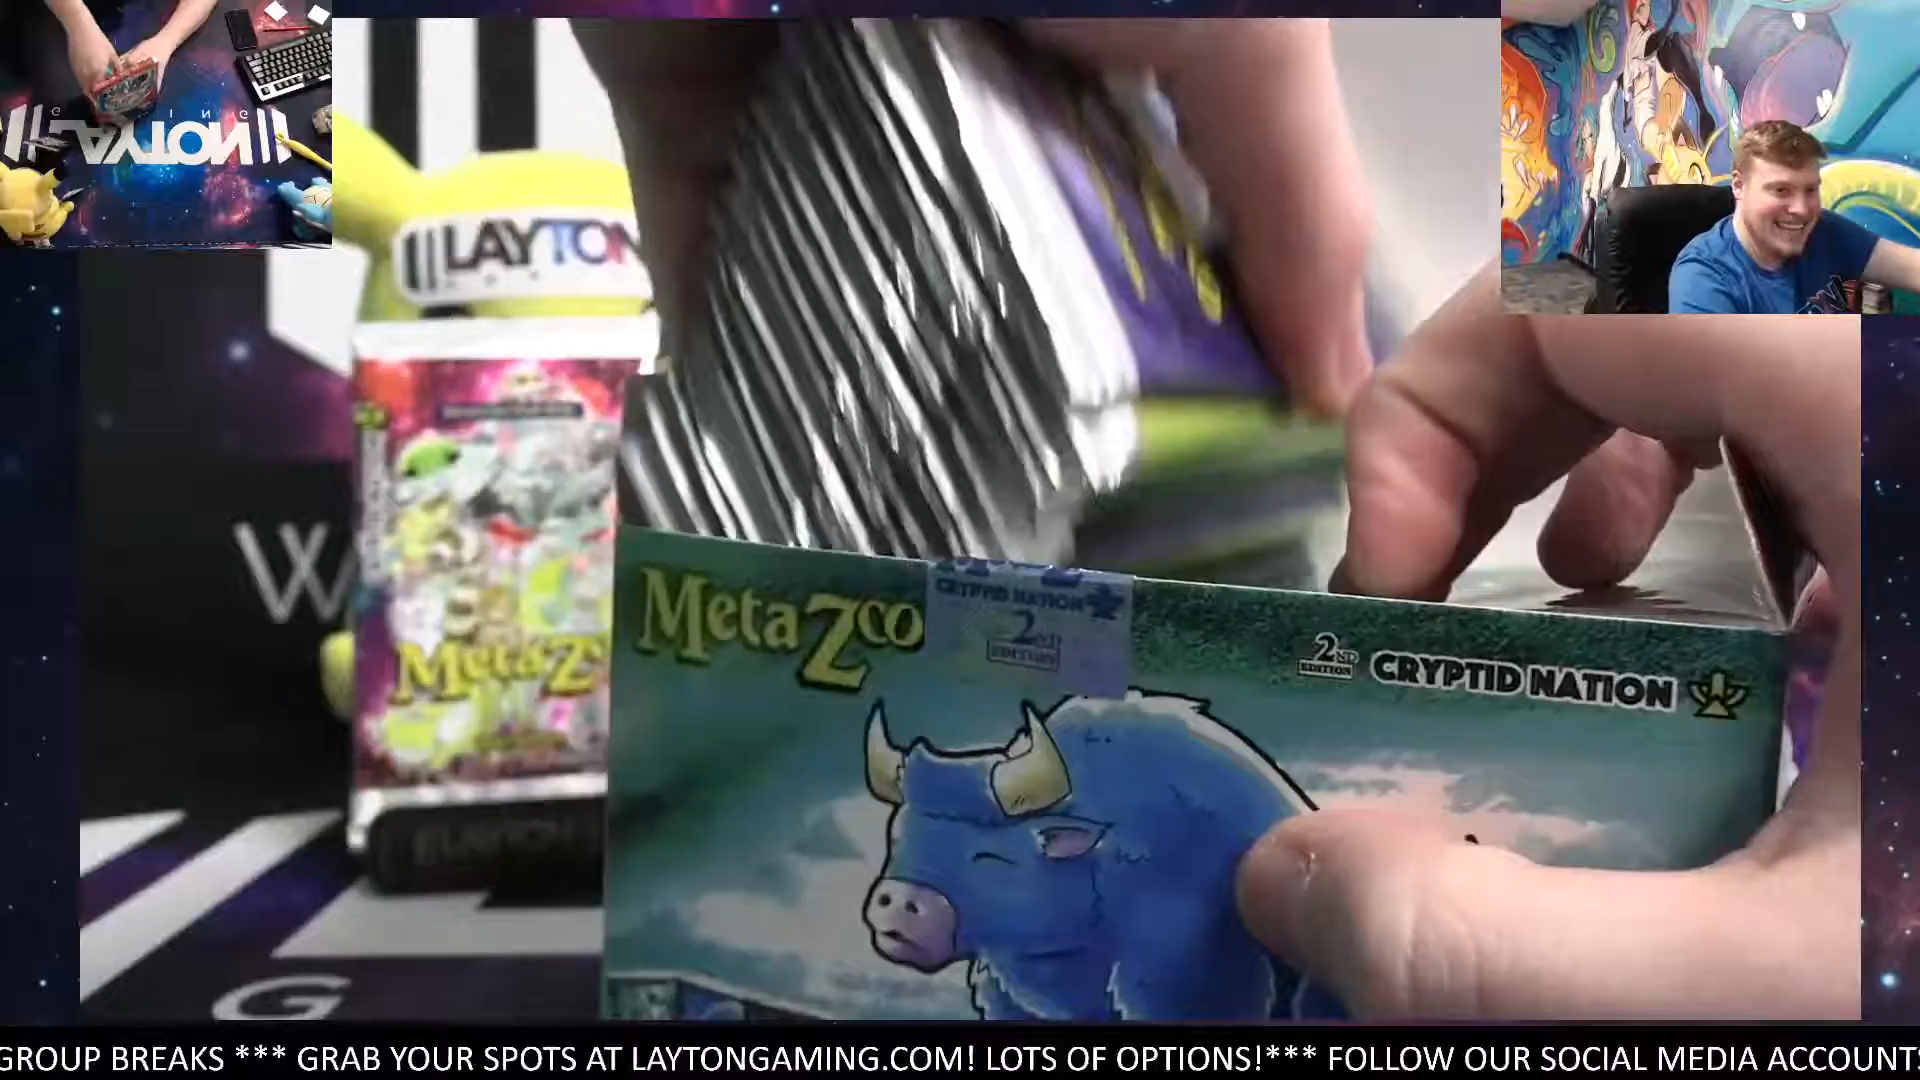 LAYTON
MetaZoo
CRYPTID NATION
2ND
EDITION
2ND
EDITION
CRYPTID NATION
MetaZ
G
GROUP BREAKS *** GRAB YOUR SPOTS AT LAYTONGAMING.COM! LOTS OF OPTIONS!*** FOLLOW OUR SOCIAL MEDIA ACCOUNTS